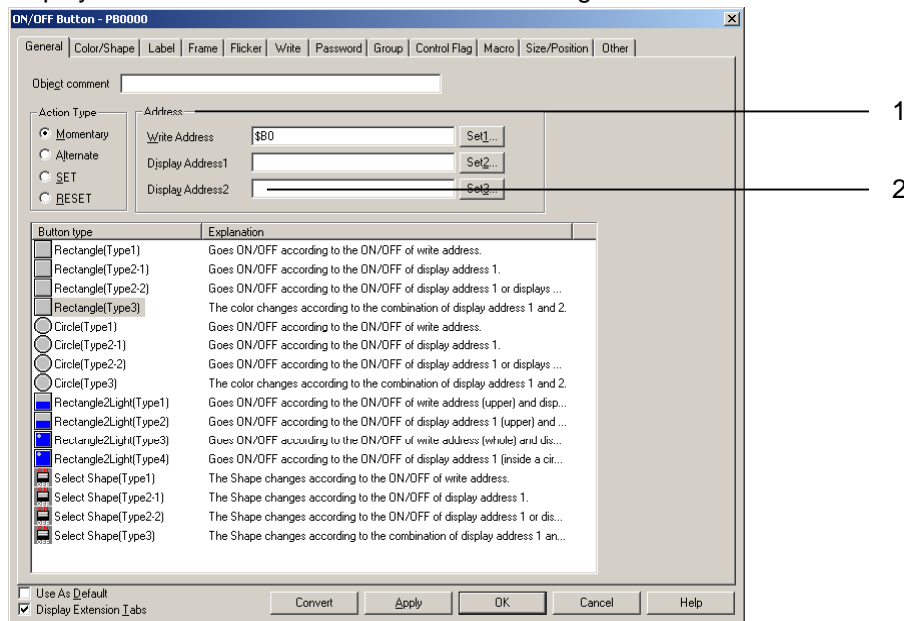 ON/OFF Button - PB0000
General Color/Shape Label Frame Flicker Write Password Group Control Flag Macro Size/Position Other
Object comment
Action Type Address 1
Momentary Write Address $B0 Set1...
Alternate Display Address1 Set2...
SET Display Address2 Set3... 2
RESET
Button type Explanation
Rectangle(Type1) Goes ON/OFF according to the ON/OFF of write address.
Rectangle(Type2-1) Goes ON/OFF according to the ON/OFF of display address 1.
Rectangle(Type2-2) Goes ON/OFF according to the ON/OFF of display address 1 or displays ...
Rectangle(Type3) The color changes according to the combination of display address 1 and 2.
Circle(Type1) Goes ON/OFF according to the ON/OFF of write address.
Circle(Type2-1) Goes ON/OFF according to the ON/OFF of display address 1.
Circle(Type2-2) Goes ON/OFF according to the ON/OFF of display address 1 or displays ...
Circle(Type3) The color changes according to the combination of display address 1 and 2.
Rectangle2Light(Type1) Goes ON/OFF according to the ON/OFF of write address (upper) and disp...
Rectangle2Light(Type2) Goes ON/OFF according to the ON/OFF of display address 1 (upper) and ...
Rectangle2Light(Type3) Goes ON/OFF according to the ON/OFF of write address (whole) and dis...
Rectangle2Light(Type4) Goes ON/OFF according to the ON/OFF of display address 1 (inside a cir...
Select Shape(Type1) The Shape changes according to the ON/OFF of write address.
Select Shape(Type2-1) The Shape changes according to the ON/OFF of display address 1.
Select Shape(Type2-2) The Shape changes according to the ON/OFF of display address 1 or dis...
Select Shape(Type3) The Shape changes according to the combination of display address 1 an...
Use As Default
Display Extension Tabs Convert Apply OK Cancel Help